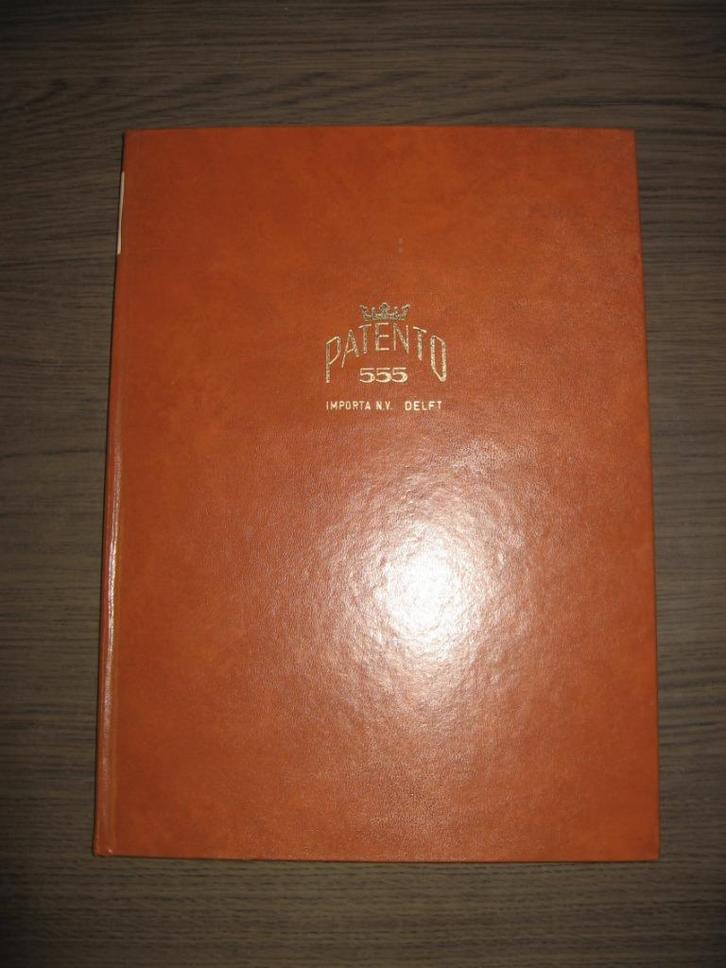 PATENTO
555
IMPORTA N.V. DELFT